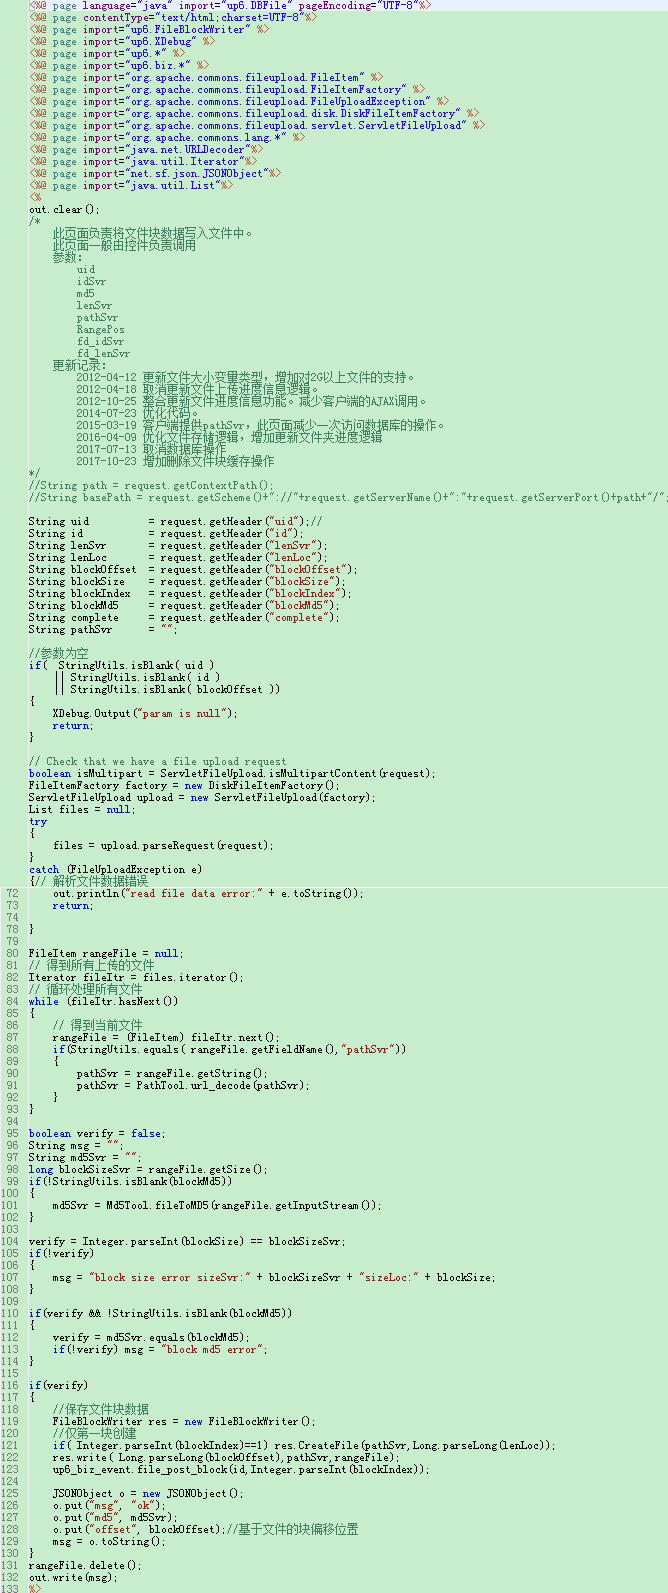 <%@ page language="java" import="up6.DBFile" pageEncoding="UTF-8"%>
<%@ page contentType="text/html;charset=UTF-8"%>
<%@ page import="up6.FileBlockWriter" %>
<%@ page import="up6.XDebug" %>
<%@ page import="up6.*" %>
<%@ page import="up6.biz.*" %>
<%@ page import="org.apache.commons.fileupload.FileItem" %>
<%@ page import="org.apache.commons.fileupload.FileItemFactory" %>
<%@ page import="org.apache.commons.fileupload.FileUploadException" %>
<%@ page import="org.apache.commons.fileupload.disk.DiskFileItemFactory" %>
<%@ page import="org.apache.commons.fileupload.servlet.ServletFileUpload" %>
<%@ page import="org.apache.commons.lang.*" %>
<%@ page import="java.net.URLDecoder"%>
<%@ page import="java.util.Iterator"%>
<%@ page import="net.sf.json.JSONObject"%>
<%@ page import="java.util.List"%>
<%
out.clear();
/*
此页面负责将文件块数据写入文件中。
此页面一般由控件负责调用
参数:
uid
idSvr
md5
lenSvr
pathSvr
RangePos
fd_idSvr
fd_lenSvr
更新记录:
2012-04-12 更新文件大小变量类型，增加对2G以上文件的支持。
2012-04-18 取消更新文件上传进度信息逻辑。
2012-10-25 整合更新文件进度信息功能。减少客户端的AJAX调用。
2014-07-23 优化代码。
2015-03-19 客户端提供pathSvr，此页面减少一次访问数据库的操作。
2016-04-09 优化文件存储逻辑，增加更新文件夹进度逻辑
2017-07-13 取消数据库操作
2017-10-23 增加删除文件块缓存操作
*/
//String path = request.getContextPath();
//String basePath = request.getScheme()+"://"+request.getServerName()+":"+request.getServerPort()+path+"/";
String uid = request.getHeader("uid");//
String id = request.getHeader("id");
String lenSvr = request.getHeader("lenSvr");
String lenLoc = request.getHeader("lenLoc");
String blockOffset = request.getHeader("blockOffset");
String blockSize = request.getHeader("blockSize");
String blockIndex = request.getHeader("blockIndex");
String blockMd5 = request.getHeader("blockMd5");
String complete = request.getHeader("complete");
String pathSvr = "";
//参数为空
if( StringUtils.isBlank( uid )
|| StringUtils.isBlank( id )
|| StringUtils.isBlank( blockOffset ))
{
XDebug.Output("param is null");
return;
}
// Check that we have a file upload request
boolean isMultipart = ServletFileUpload.isMultipartContent(request);
FileItemFactory factory = new DiskFileItemFactory();
ServletFileUpload upload = new ServletFileUpload(factory);
List files = null;
try
{
files = upload.parseRequest(request);
}
catch (FileUploadException e)
{// 解析文件数据错误
72 out.println("read file data error:" + e.toString());
73 return;
74
78 }
79
80 FileItem rangeFile = null;
81 // 得到所有上传的文件
82 Iterator fileItr = files.iterator();
83 // 循环处理所有文件
84 while (fileItr.hasNext())
85 {
86 // 得到当前文件
87 rangeFile = (FileItem) fileItr.next();
88 if(StringUtils.equals( rangeFile.getFieldName(),"pathSvr"))
89 {
90 pathSvr = rangeFile.getString();
91 pathSvr = PathTool.url_decode(pathSvr);
92 }
93 }
94
95 boolean verify = false;
96 String msg = "";
97 String md5Svr = "";
98 long blockSizeSvr = rangeFile.getSize();
99 if(!StringUtils.isBlank(blockMd5))
100 {
101 md5Svr = Md5Tool.fileToMD5(rangeFile.getInputStream());
102 }
103
104 verify = Integer.parseInt(blockSize) == blockSizeSvr;
105 if(!verify)
106 {
107 msg = "block size error sizeSvr:" + blockSizeSvr + "sizeLoc:" + blockSize;
108 }
109
110 if(verify && !StringUtils.isBlank(blockMd5))
111 {
112 verify = md5Svr.equals(blockMd5);
113 if(!verify) msg = "block md5 error";
114 }
115
116 if(verify)
117 {
118 //保存文件块数据
119 FileBlockWriter res = new FileBlockWriter();
120 //仅第一块创建
121 if( Integer.parseInt(blockIndex)==1) res.CreateFile(pathSvr,Long.parseLong(lenLoc));
122 res.write( Long.parseLong(blockOffset),pathSvr,rangeFile);
123 up6_biz_event.file_post_block(id,Integer.parseInt(blockIndex));
124
125 JSONObject o = new JSONObject();
126 o.put("msg", "ok");
127 o.put("md5", md5Svr);
128 o.put("offset", blockOffset);//基于文件的块偏移位置
129 msg = o.toString();
130 }
131 rangeFile.delete();
132 out.write(msg);
133 %>